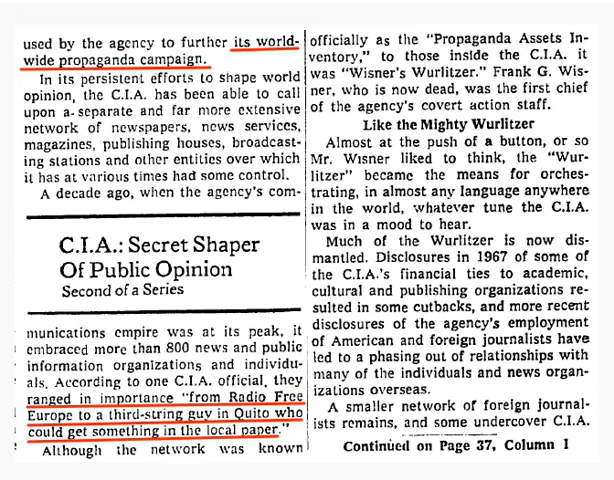 used by the agency to further its world-
wide propaganda campaign.
In its persistent efforts to shape world
opinion, the C.I.A. has been able to call
upon a separate and far more extensive
network of newspapers, news services,
magazines, publishing houses, broadcast-
ing stations and other entities over which
it has at various times had some control.
A decade ago, when the agency's com-
C.I.A.: Secret Shaper
Of Public Opinion
Second of a Series
munications empire was at its peak, it
embraced more than 800 news and public
information organizations and individu-
als. According to one C.I.A. official, they
ranged in importance "from Radio Free
Europe to a third-string guy in Quito who
could get something in the local paper."
Although the network was known
officially as the "Propaganda Assets In-
ventory," to those inside the C.I.A. it
was "Wisner's Wurlitzer." Frank G. Wis-
ner, who is now dead, was the first chief
of the agency's covert action staff.
Like the Mighty Wurlitzer
Almost at the push of a button, or so
Mr. Wisner liked to think, the "Wur-
litzer" became the means for orches-
trating, in almost any language anywhere
in the world, whatever tune the C.I.A.
was in a mood to hear.
Much of the Wurlitzer is now dis-
mantled. Disclosures in 1967 of some of
the C.I.A.'s financial ties to academic,
cultural and publishing organizations re-
sulted in some cutbacks, and more recent
disclosures of the agency's employment
of American and foreign journalists have
led to a phasing out of relationships with
many of the individuals and news organ-
izations overseas.
A smaller network of foreign journal-
ists remains, and some undercover C.I.A.
Continued on Page 37, Column 1